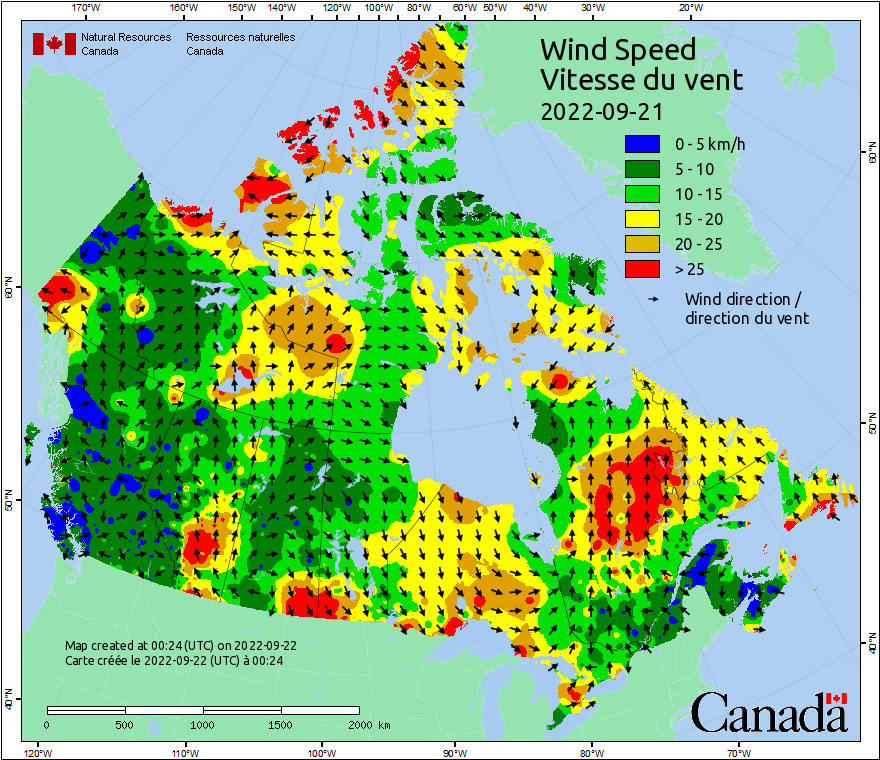 170°W 160°W 150°W 140°W 120°W 100°W 80°W 60°W 50°W 40°W 30°W 20°W
Natural Resources Canada
Ressources naturelles Canada
Wind Speed
Vitesse du vent
2022-09-21
0 - 5 km/h
5 - 10
10 - 15
15 - 20
20 - 25
> 25
Wind direction /
direction du vent
60°N
50°N
40°N
60°N
50°N
40°N
Map created at 00:24 (UTC) on 2022-09-22
Carte créée le 2022-09-22 (UTC) à 00:24
0 500 1000 1500 2000 km
Canada
120°W 110°W 100°W 90°W 80°W 70°W